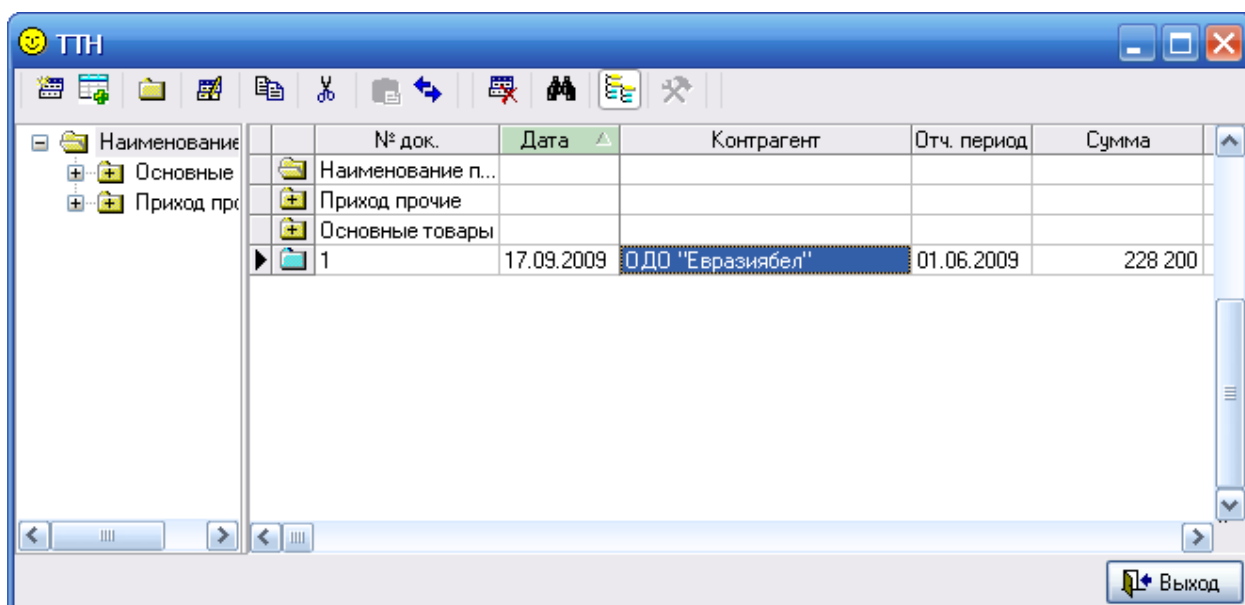 ТТН
Наименование
Основные
Приход про
№ док. Дата Контрагент Отч. период Сумма
Наименование п...
Приход прочие
Основные товары
1 17.09.2009 ОДО "Евразиябел" 01.06.2009 228 200
Выход